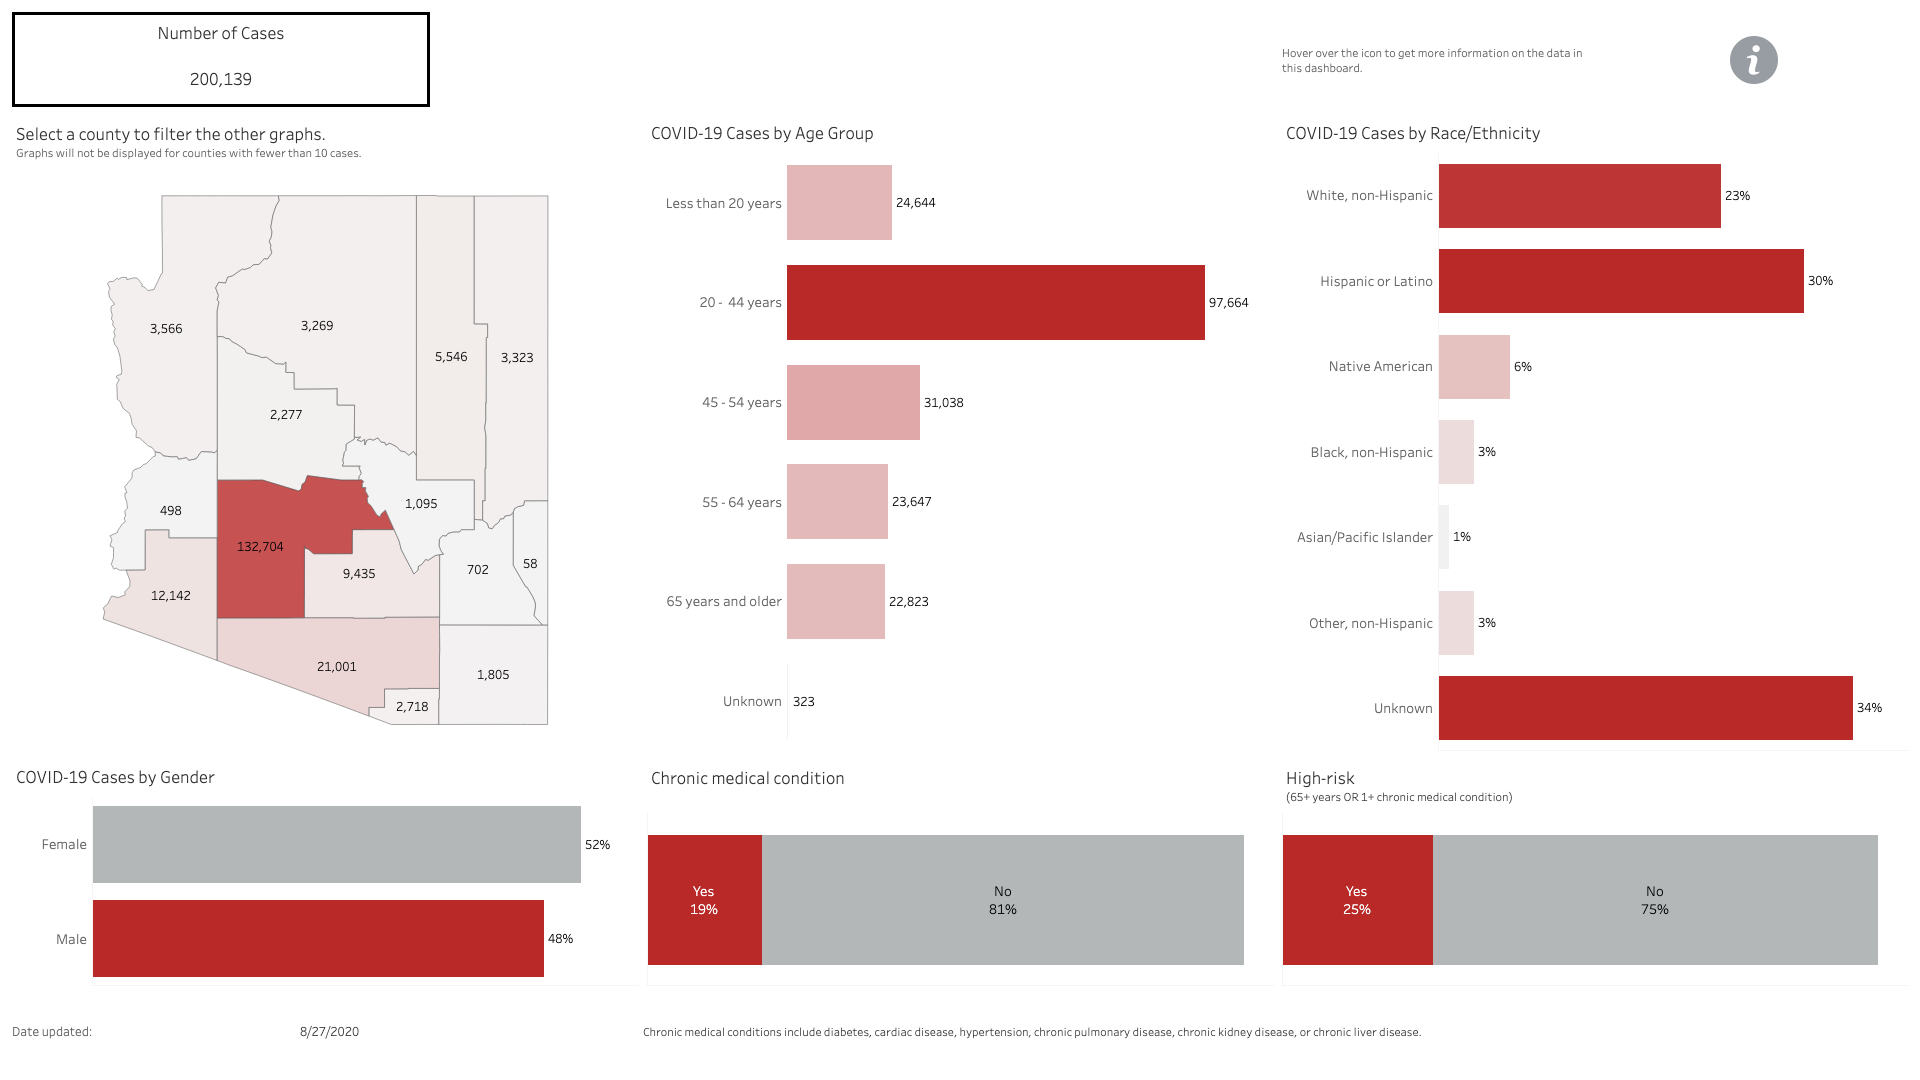 Number of Cases
200,139
Hover over the icon to get more information on the data in
this dashboard.
i
Select a county to filter the other graphs.
Graphs will not be displayed for counties with fewer than 10 cases.
3,566
3,269
5,546
3,323
2,277
498
1,095
132,704
9,435
702
58
12,142
21,001
1,805
2,718
COVID-19 Cases by Age Group
Less than 20 years 24,644
20 - 44 years 97,664
45 - 54 years 31,038
55 - 64 years 23,647
65 years and older 22,823
Unknown 323
COVID-19 Cases by Race/Ethnicity
White, non-Hispanic 23%
Hispanic or Latino 30%
Native American 6%
Black, non-Hispanic 3%
Asian/Pacific Islander 1%
Other, non-Hispanic 3%
Unknown 34%
COVID-19 Cases by Gender
Female 52%
Male 48%
Chronic medical condition
Yes
19%
No
81%
High-risk
(65+ years OR 1+ chronic medical condition)
Yes
25%
No
75%
Date updated: 8/27/2020
Chronic medical conditions include diabetes, cardiac disease, hypertension, chronic pulmonary disease, chronic kidney disease, or chronic liver disease.